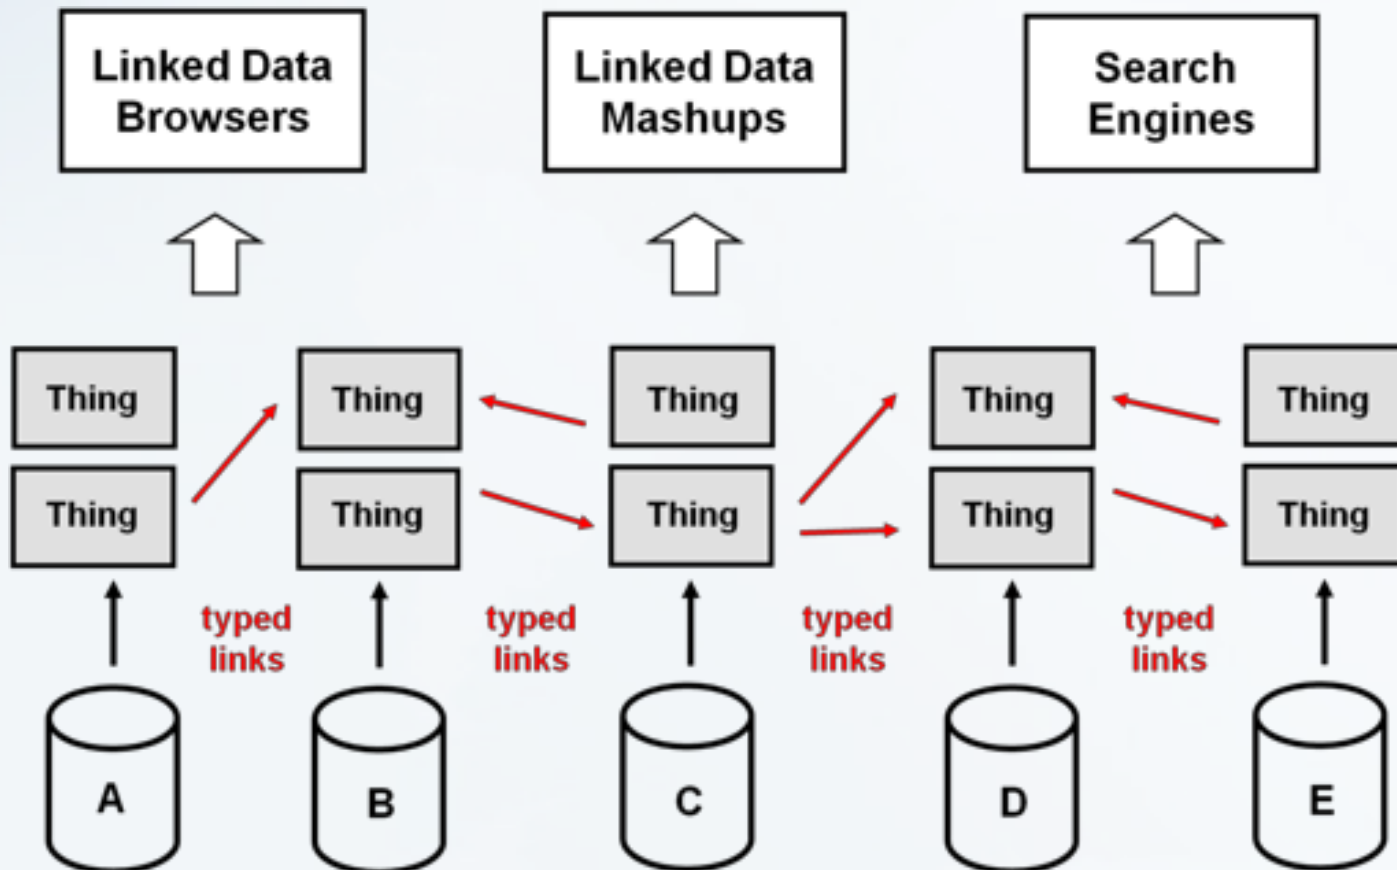 Linked Data
Browsers
Linked Data
Mashups
Search
Engines
Thing
Thing
Thing
Thing
Thing
Thing
Thing
Thing
Thing
Thing
typed
links
typed
links
typed
links
typed
links
A
B
C
D
E